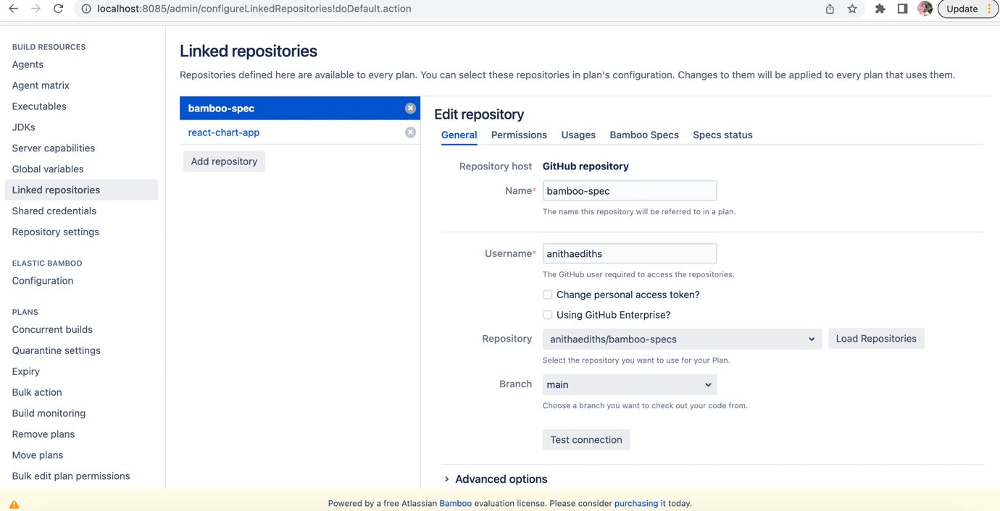 localhost:8085/admin/configureLinkedRepositories!doDefault.action
Update
BUILD RESOURCES
Agents
Agent matrix
Executables
JDKs
Server capabilities
Global variables
Linked repositories
Shared credentials
Repository settings
ELASTIC BAMBOO
Configuration
PLANS
Concurrent builds
Quarantine settings
Expiry
Bulk action
Build monitoring
Remove plans
Move plans
Bulk edit plan permissions
Linked repositories
Repositories defined here are available to every plan. You can select these repositories in plan's configuration. Changes to them will be applied to every plan that uses them.
bamboo-spec
react-chart-app
Add repository
Edit repository
General Permissions Usages Bamboo Specs Specs status
Repository host GitHub repository
Name* bamboo-spec
The name this repository will be referred to in a plan.
Username* anithaediths
The GitHub user required to access the repositories.
Change personal access token?
Using GitHub Enterprise?
Repository anithaediths/bamboo-specs Load Repositories
Select the repository you want to use for your Plan.
Branch main
Choose a branch you want to check out your code from.
Test connection
Advanced options
Powered by a free Atlassian Bamboo evaluation license. Please consider purchasing it today.